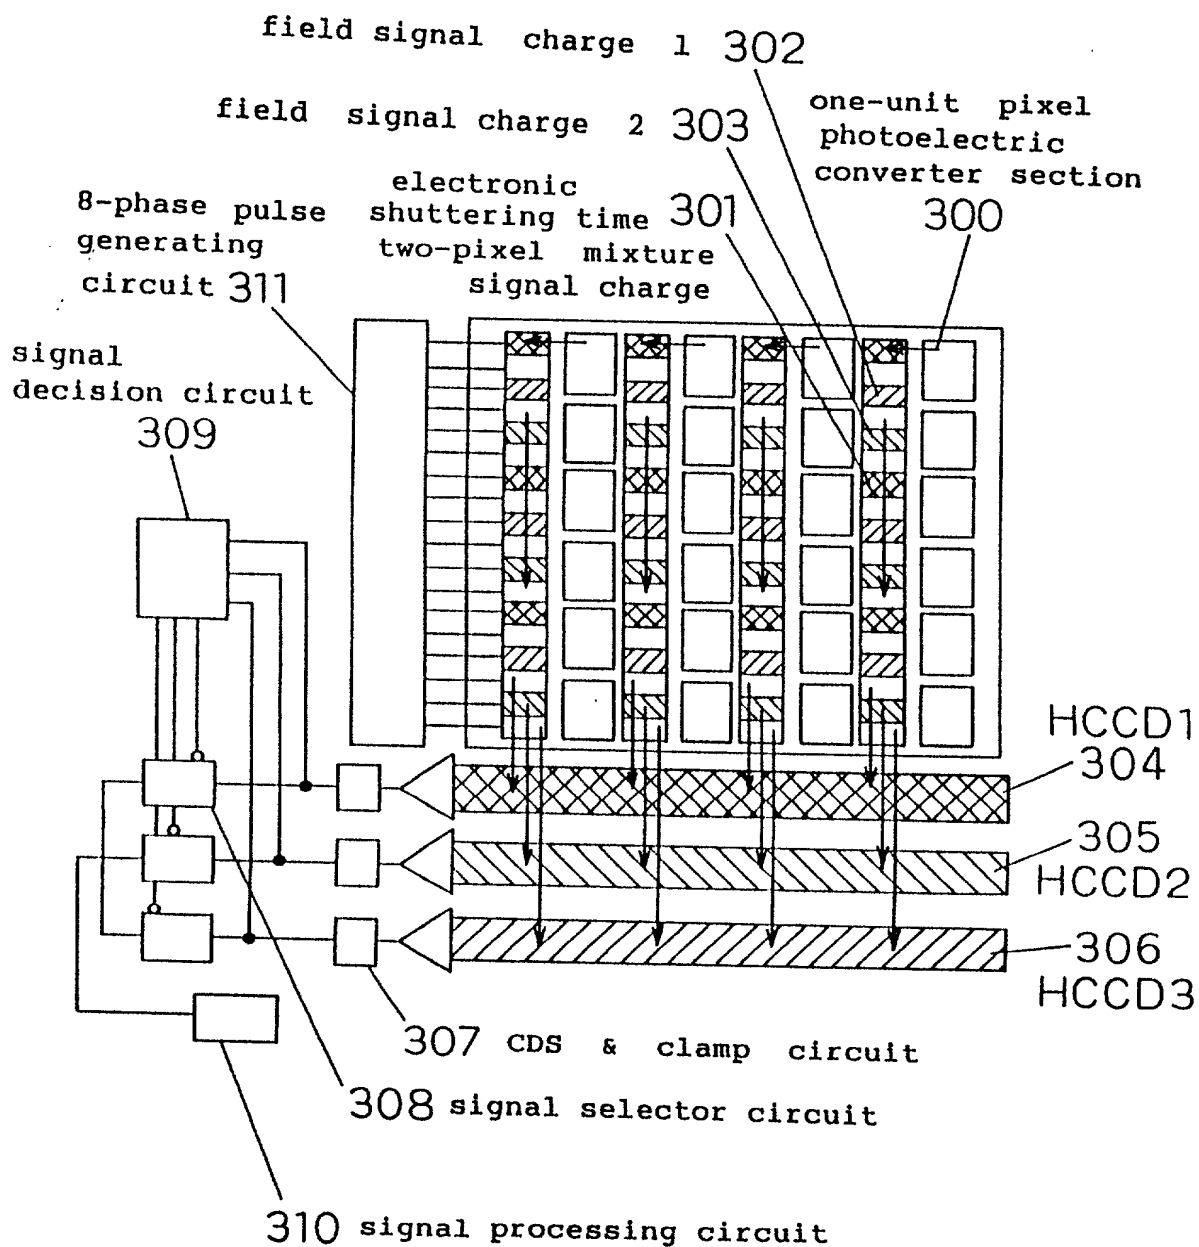 field signal charge 1 302
field signal charge 2 303
one-unit pixel
photoelectric
converter section
300
electronic
shuttering time 301
two-pixel mixture
signal charge
8-phase pulse
generating
circuit 311
signal
decision circuit
309
HCCD1
304
305
HCCD2
306
HCCD3
307 CDS & clamp circuit
308 signal selector circuit
310 signal processing circuit